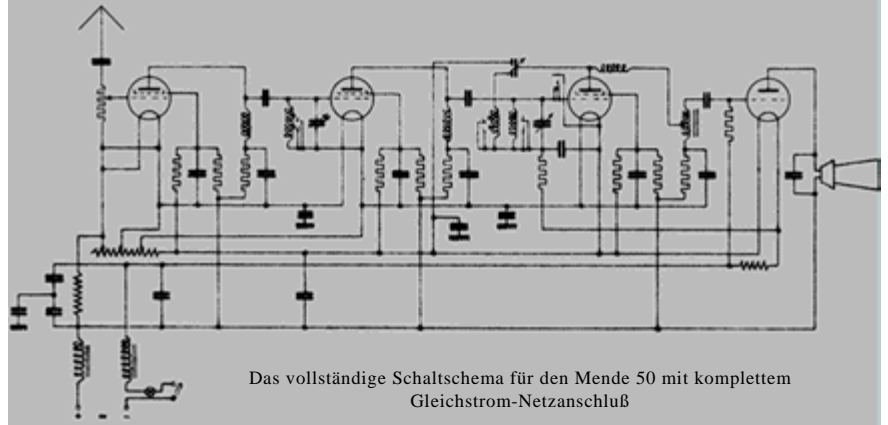 Das vollständige Schaltschema für den Mende 50 mit komplettem
Gleichstrom-Netzanschluß